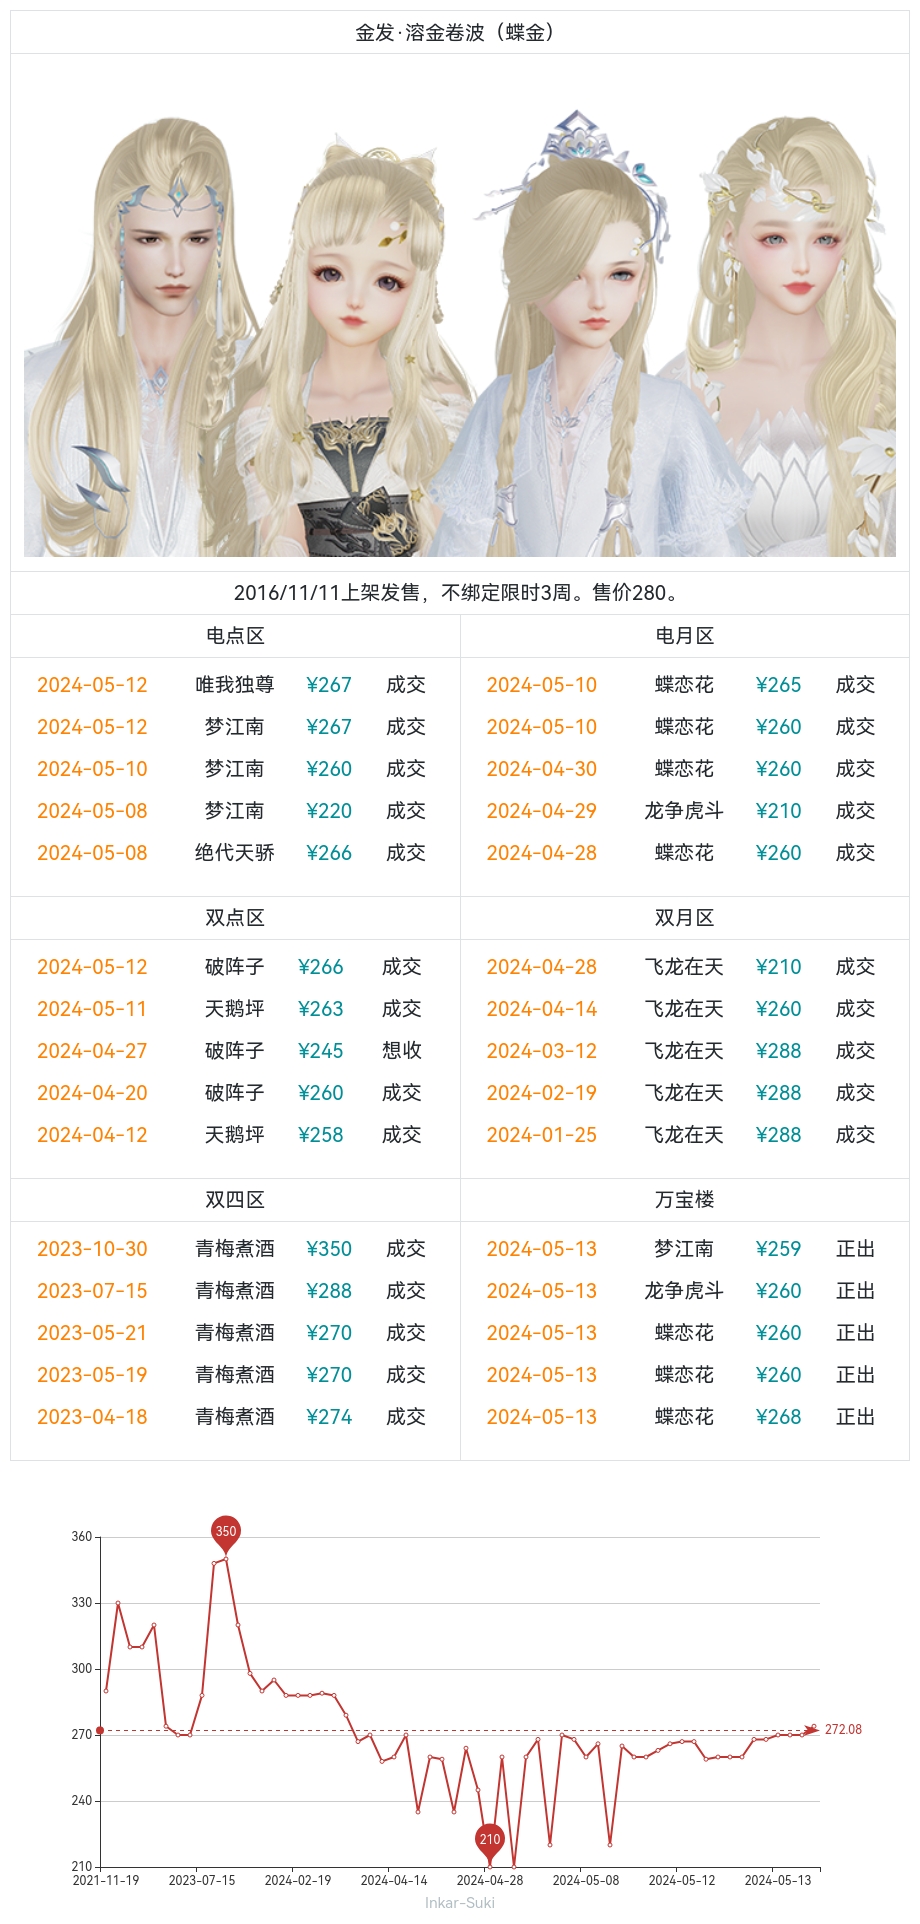 金发·溶金卷波（蝶金）
2016/11/11上架发售，不绑定限时3周。售价280。
电点区
2024-05-12 唯我独尊 ¥267 成交
2024-05-12 梦江南 ¥267 成交
2024-05-10 梦江南 ¥260 成交
2024-05-08 梦江南 ¥220 成交
2024-05-08 绝代天骄 ¥266 成交
电月区
2024-05-10 蝶恋花 ¥265 成交
2024-05-10 蝶恋花 ¥260 成交
2024-04-30 蝶恋花 ¥260 成交
2024-04-29 龙争虎斗 ¥210 成交
2024-04-28 蝶恋花 ¥260 成交
双点区
2024-05-12 破阵子 ¥266 成交
2024-05-11 天鹅坪 ¥263 成交
2024-04-27 破阵子 ¥245 想收
2024-04-20 破阵子 ¥260 成交
2024-04-12 天鹅坪 ¥258 成交
双月区
2024-04-28 飞龙在天 ¥210 成交
2024-04-14 飞龙在天 ¥260 成交
2024-03-12 飞龙在天 ¥288 成交
2024-02-19 飞龙在天 ¥288 成交
2024-01-25 飞龙在天 ¥288 成交
双四区
2023-10-30 青梅煮酒 ¥350 成交
2023-07-15 青梅煮酒 ¥288 成交
2023-05-21 青梅煮酒 ¥270 成交
2023-05-19 青梅煮酒 ¥270 成交
2023-04-18 青梅煮酒 ¥274 成交
万宝楼
2024-05-13 梦江南 ¥259 正出
2024-05-13 龙争虎斗 ¥260 正出
2024-05-13 蝶恋花 ¥260 正出
2024-05-13 蝶恋花 ¥260 正出
2024-05-13 蝶恋花 ¥268 正出
350
360
330
300
270
272.08
240
210
210
2021-11-19 2023-07-15 2024-02-19 2024-04-14 2024-04-28 2024-05-08 2024-05-12 2024-05-13
Inkar-Suki